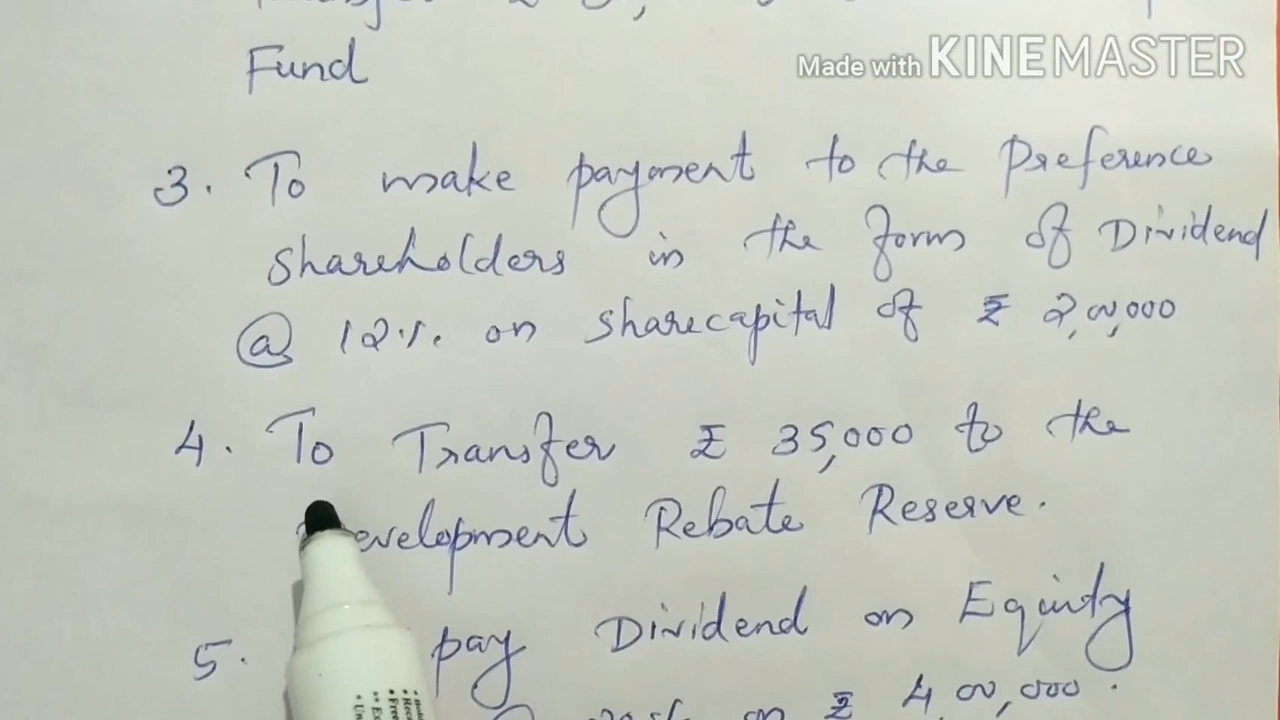 Fund
Made with KINEMASTER
3. To make payment to the Preference
shareholders in the form of Dividend
@ 12%. on sharecapital of ₹ 2,00,000
4. To Transfer ₹ 35,000 to the
evelopment Rebate Reserve.
5. pay Dividend on Equity
on ₹ 4,00,000.